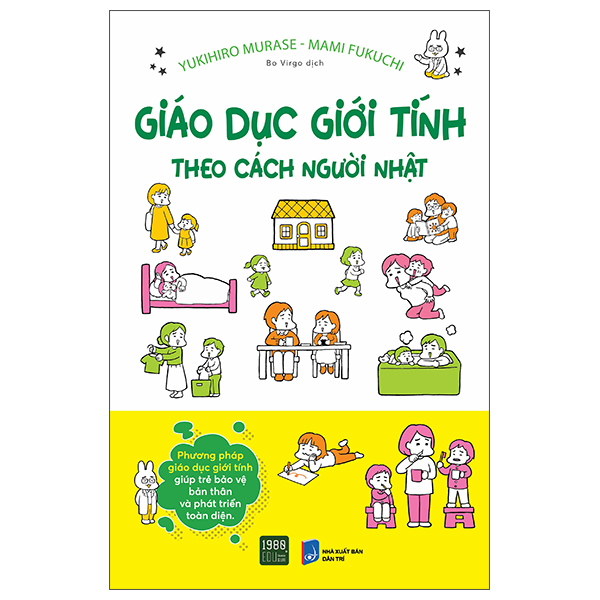 YUKIHIRO MURASE - MAMI FUKUCHI
Bo Virgo dịch
GIÁO DỤC GIỚI TÍNH
THEO CÁCH NGƯỜI NHẬT
Phương pháp
giáo dục giới tính
giúp trẻ bảo vệ
bản thân
và phát triển
toàn diện.
1980
EDU
NHÀ XUẤT BẢN
DÂN TRÍ